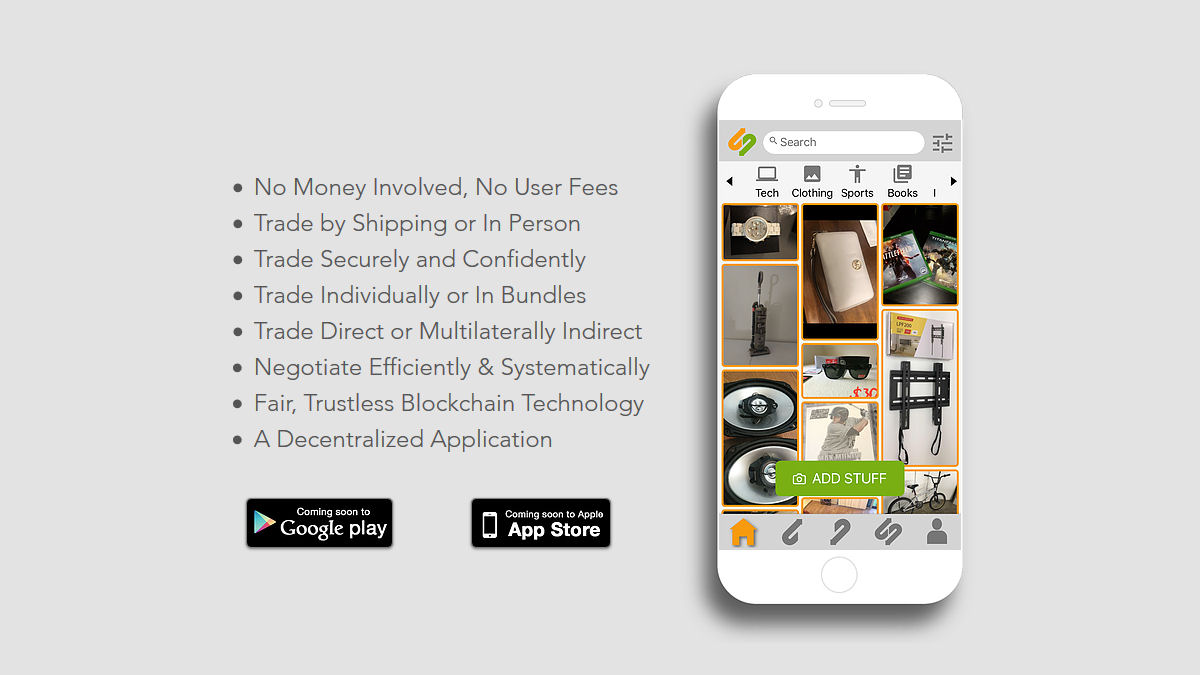 No Money Involved, No User Fees
Trade by Shipping or In Person
Trade Securely and Confidently
Trade Individually or In Bundles
Trade Direct or Multilaterally Indirect
Negotiate Efficiently & Systematically
Fair, Trustless Blockchain Technology
A Decentralized Application
Coming soon to
Google play
Coming soon to Apple
App Store
Search
Tech Clothing Sports Books
LPF200
$30
ADD STUFF